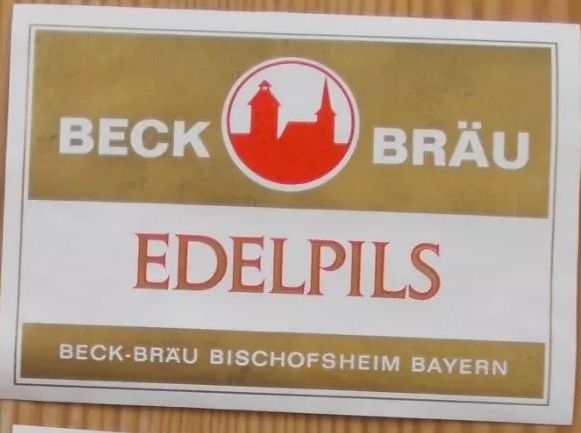 BECK BRÄU
EDELPILS
BECK-BRÄU BISCHOFSHEIM BAYERN